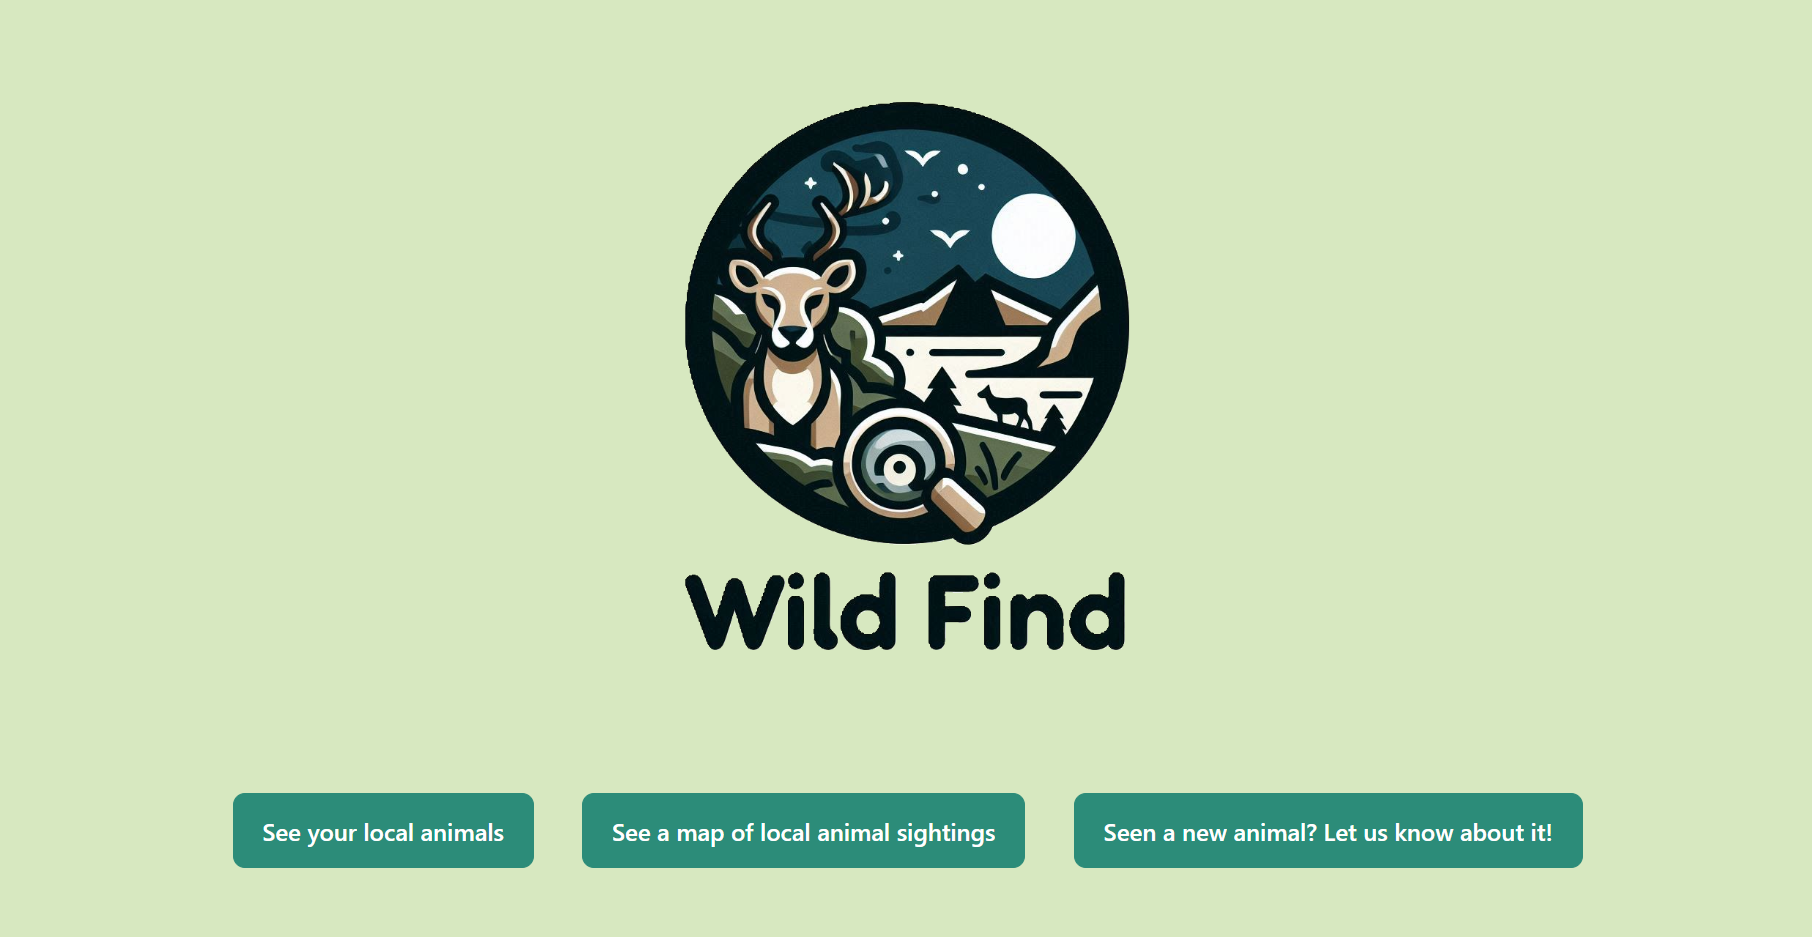 Wild Find
See your local animals
See a map of local animal sightings
Seen a new animal? Let us know about it!